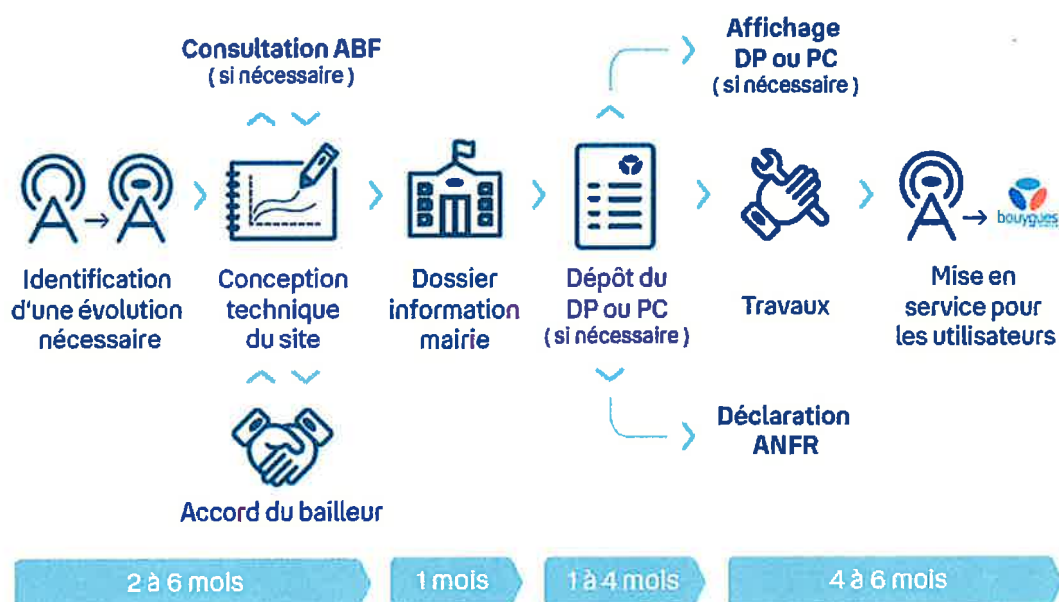 Consultation ABF
( si nécessaire )
Affichage
DP ou PC
( si nécessaire )
Identification
d'une évolution
nécessaire
Conception
technique
du site
Dossier
information
mairie
Dépôt du
DP ou PC
( si nécessaire )
Travaux
bouygues
Mise en
service pour
les utilisateurs
Accord du bailleur
Déclaration
ANFR
2 à 6 mois
1 mois
1 à 4 mois
4 à 6 mois